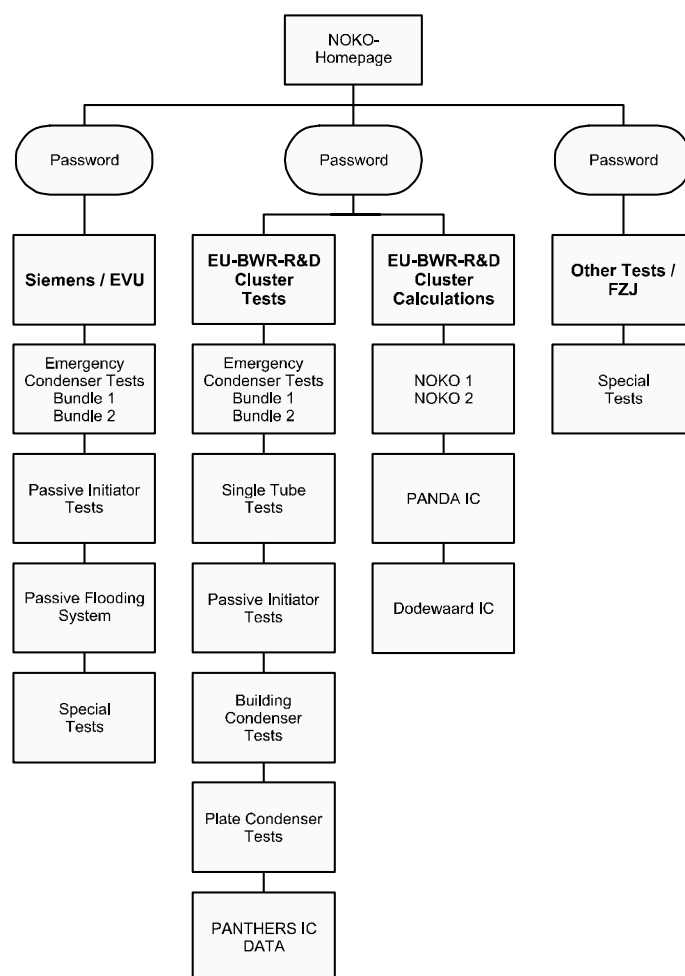 NOKO-
Homepage
Password
Password
Password
Siemens / EVU
EU-BWR-R&D
Cluster
Tests
EU-BWR-R&D
Cluster
Calculations
Other Tests /
FZJ
Emergency
Condenser Tests
Bundle 1
Bundle 2
Emergency
Condenser Tests
Bundle 1
Bundle 2
NOKO 1
NOKO 2
Special
Tests
Passive Initiator
Tests
Single Tube
Tests
PANDA IC
Passive Flooding
System
Passive Initiator
Tests
Dodewaard IC
Special
Tests
Building
Condenser
Tests
Plate Condenser
Tests
PANTHERS IC
DATA